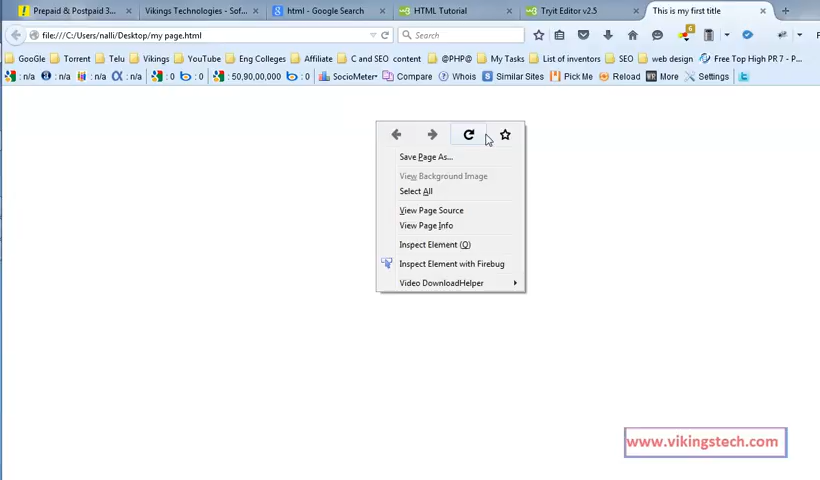 Prepaid & Postpaid 3... Vikings Technologies - Sof... html - Google Search HTML Tutorial Tryit Editor v2.5 This is my first title
file:///C:/Users/nalli/Desktop/my page.html Search 6
GooGle Torrent Telu Eng Colleges YouTube Affiliate C and SEO content @PHP@ My Tasks List of inventors SEO web design Free Top High PR 7 - P...
: n/a : n/a : n/a : n/a : 0 : 0 : 50,90,00,000 : 0 SocioMeter Compare Whois Similar Sites Pick Me Reload More Settings
Save Page As...
View Background Image
Select All
View Page Source
View Page Info
Inspect Element (Q)
Inspect Element with Firebug
Video DownloadHelper
www.vikingstech.com